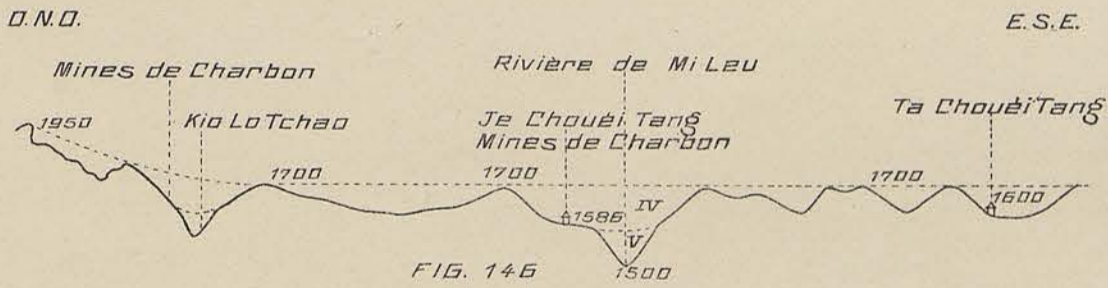 O.N.O.
E.S.E.
Mines de Charbon
Rivière de Mi Leu
1950
Kio Lo Tchao
Je Chouéi Tang
Mines de Charbon
Ta Chouéi Tang
1700
1700
1700
1586
IV
1600
V
1500
FIG. 146